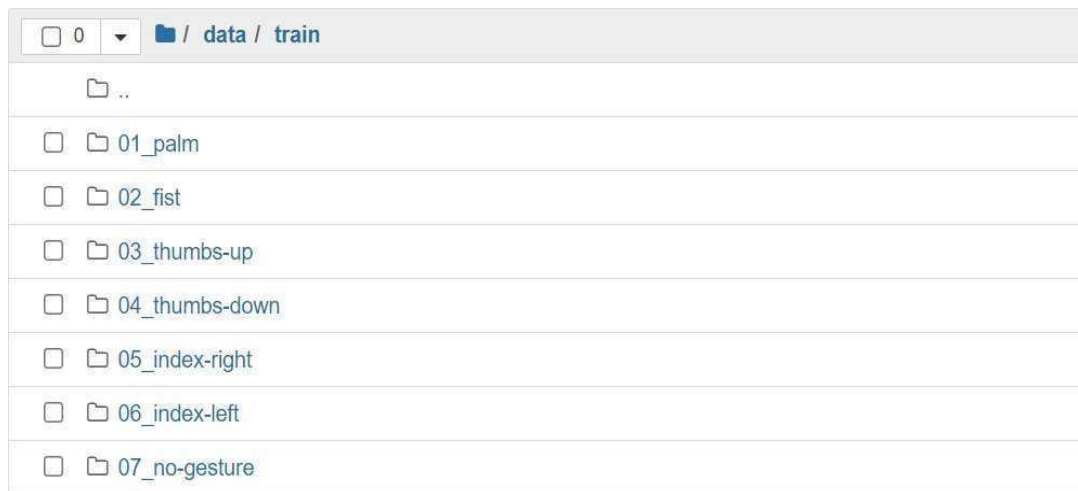 0 / data / train
..
01_palm
02_fist
03_thumbs-up
04_thumbs-down
05_index-right
06_index-left
07_no-gesture